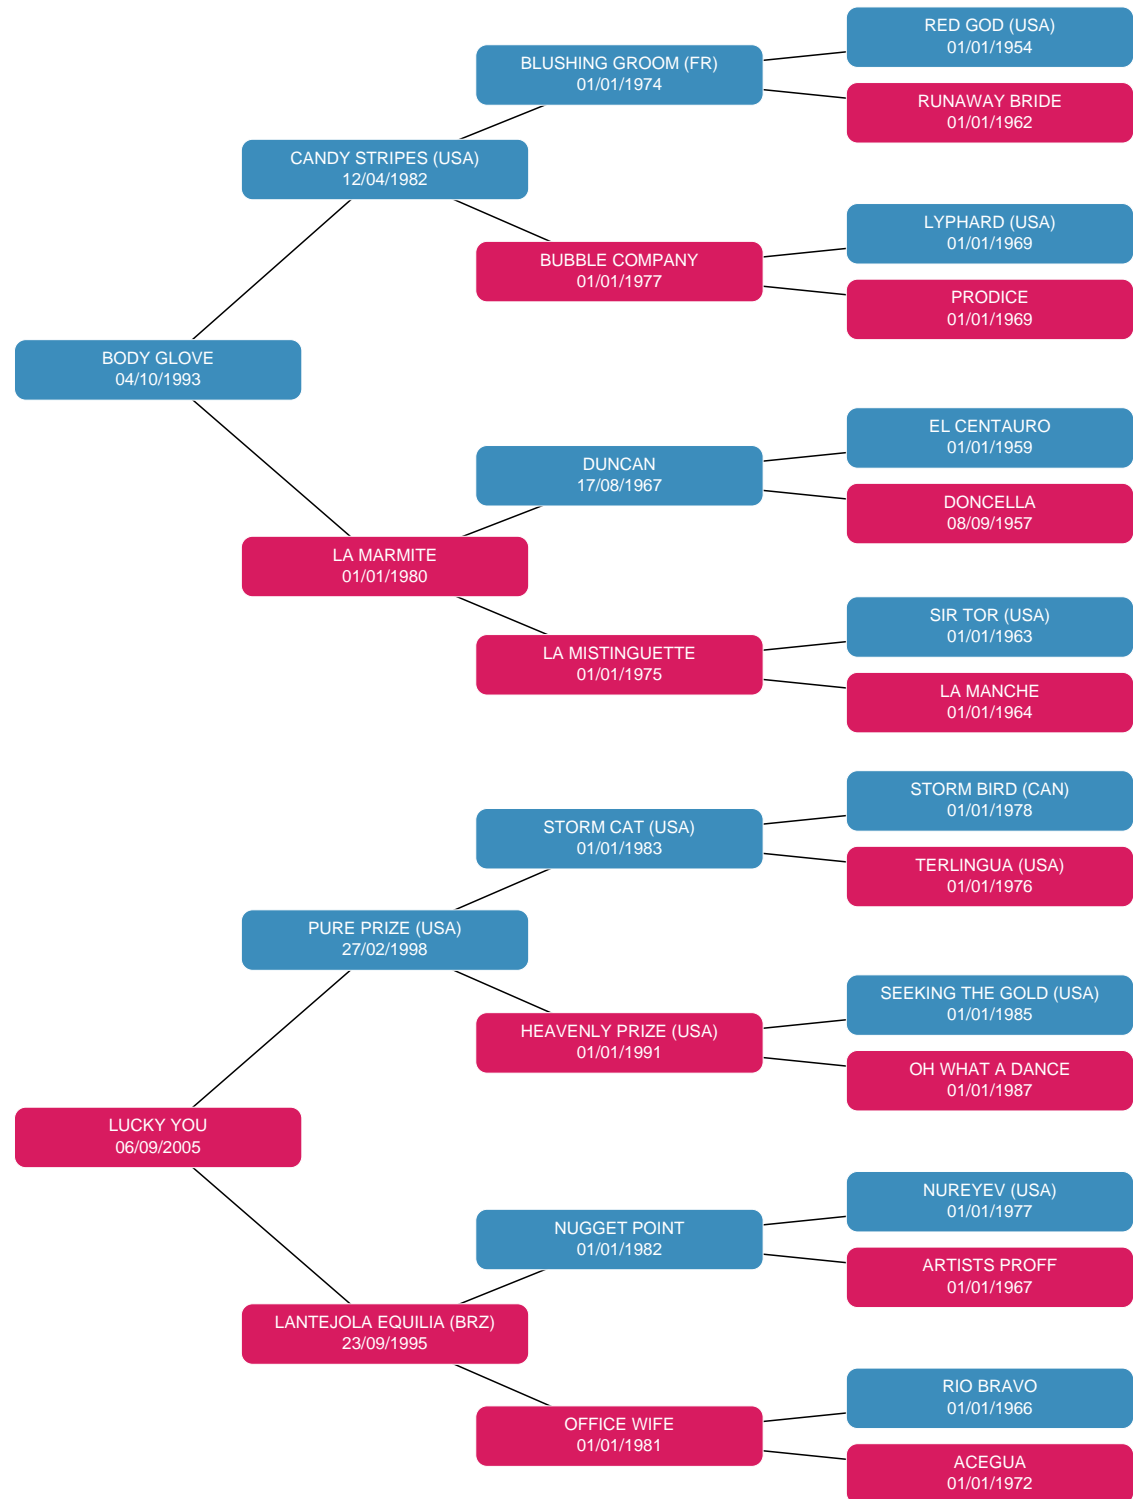 RED GOD (USA)
01/01/1954
BLUSHING GROOM (FR)
01/01/1974
RUNAWAY BRIDE
01/01/1962
CANDY STRIPES (USA)
12/04/1982
LYPHARD (USA)
01/01/1969
BUBBLE COMPANY
01/01/1977
PRODICE
01/01/1969
BODY GLOVE
04/10/1993
EL CENTAURO
01/01/1959
DUNCAN
17/08/1967
DONCELLA
08/09/1957
LA MARMITE
01/01/1980
SIR TOR (USA)
01/01/1963
LA MISTINGUETTE
01/01/1975
LA MANCHE
01/01/1964
STORM BIRD (CAN)
01/01/1978
STORM CAT (USA)
01/01/1983
TERLINGUA (USA)
01/01/1976
PURE PRIZE (USA)
27/02/1998
SEEKING THE GOLD (USA)
01/01/1985
HEAVENLY PRIZE (USA)
01/01/1991
OH WHAT A DANCE
01/01/1987
LUCKY YOU
06/09/2005
NUREYEV (USA)
01/01/1977
NUGGET POINT
01/01/1982
ARTISTS PROFF
01/01/1967
LANTEJOLA EQUILIA (BRZ)
23/09/1995
RIO BRAVO
01/01/1966
OFFICE WIFE
01/01/1981
ACEGUA
01/01/1972